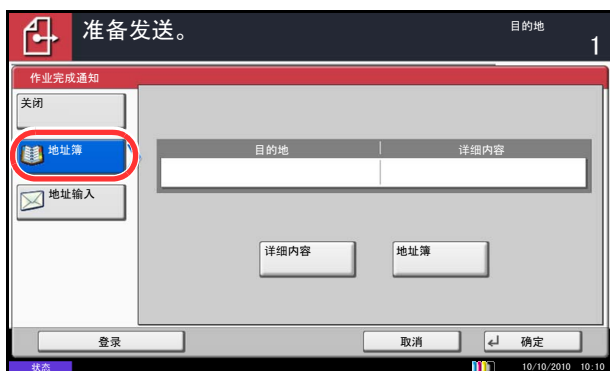 准备发送。
目的地
1
作业完成通知
关闭
地址簿
地址输入
目的地 详细内容
详细内容 地址簿
登录 取消 确定
状态 10/10/2010 10:10